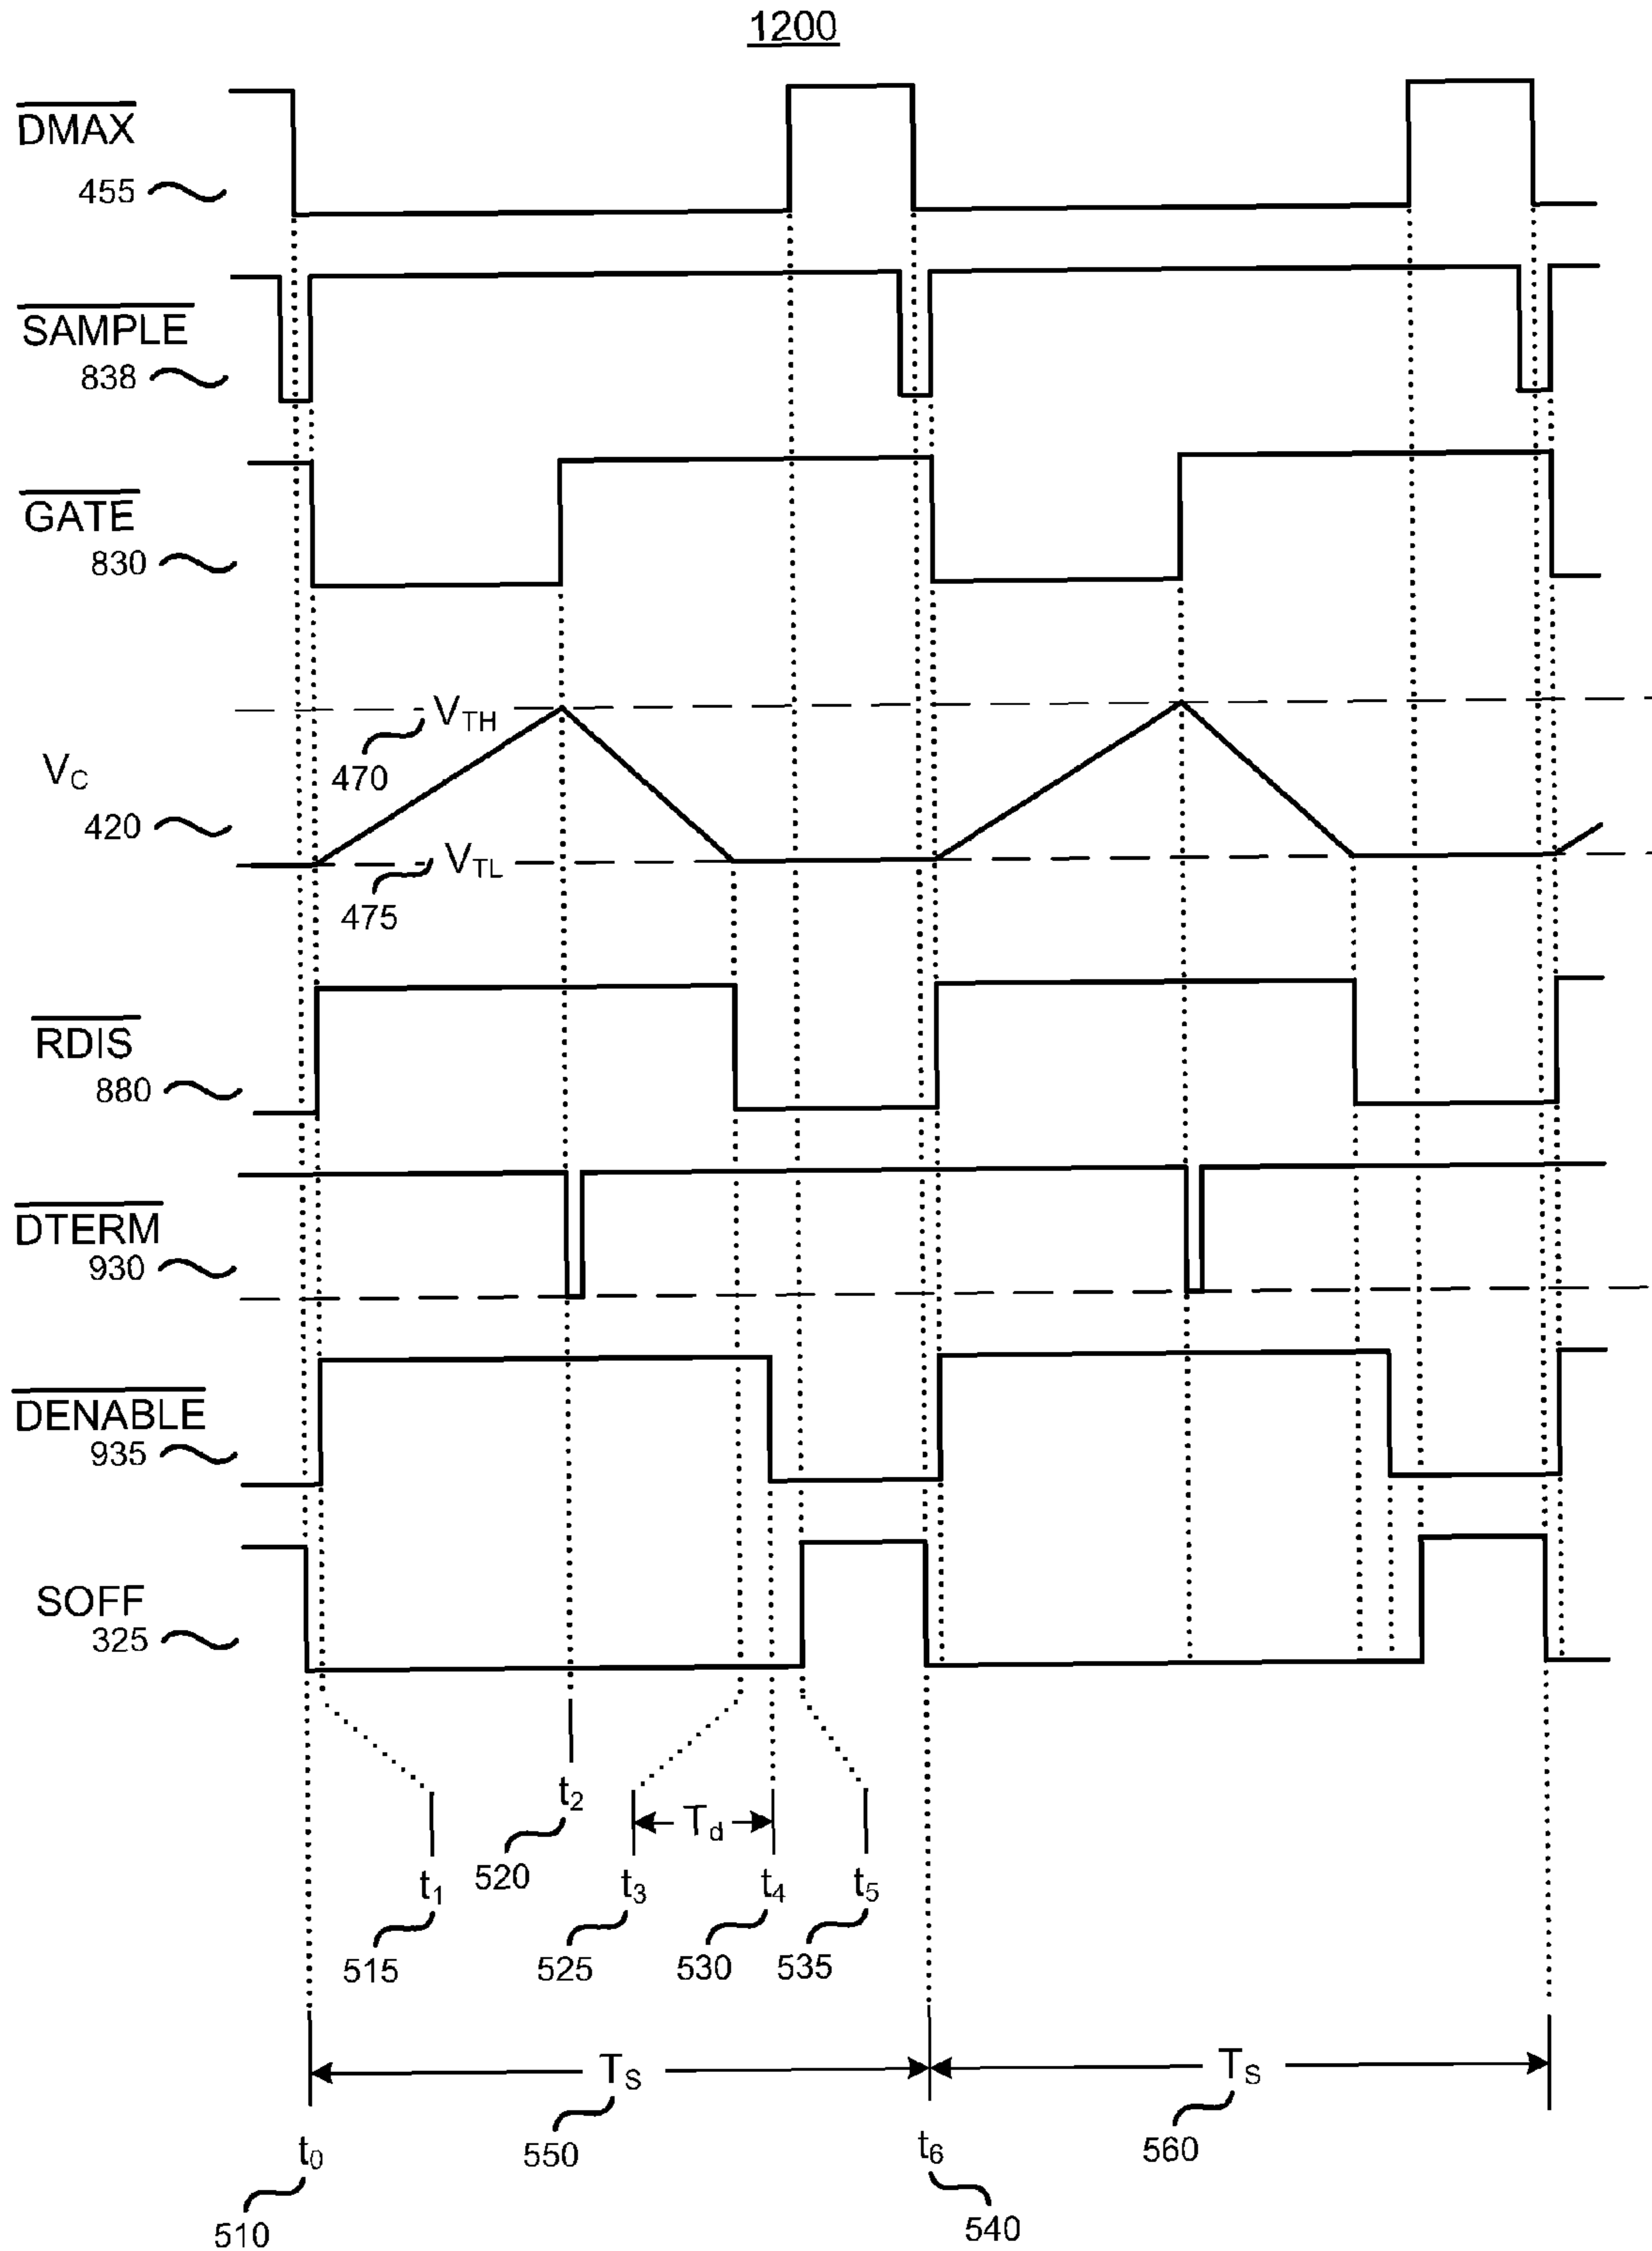 1200
DMAX
455
SAMPLE
838
GATE
830
VTH
470
VC
420
VTL
475
RDIS
880
DTERM
930
DENABLE
935
SOFF
325
t2
520
Td
t1
t3
t4
t5
515
525
530
535
TS
TS
550
560
t0
t6
510
540